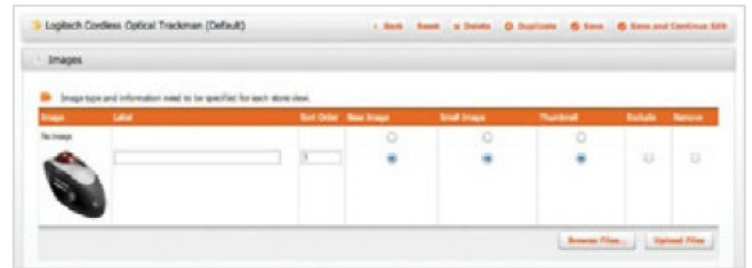 Logitech Cordless Optical Trackman (Default)
Back Reset Delete Duplicate Save Save and Continue Edit
Images
Image type and information need to be specified for each store view.
Image Label Sort Order Base Image Small Image Thumbnail Exclude Remove
No image
1
Browse Files... Upload Files